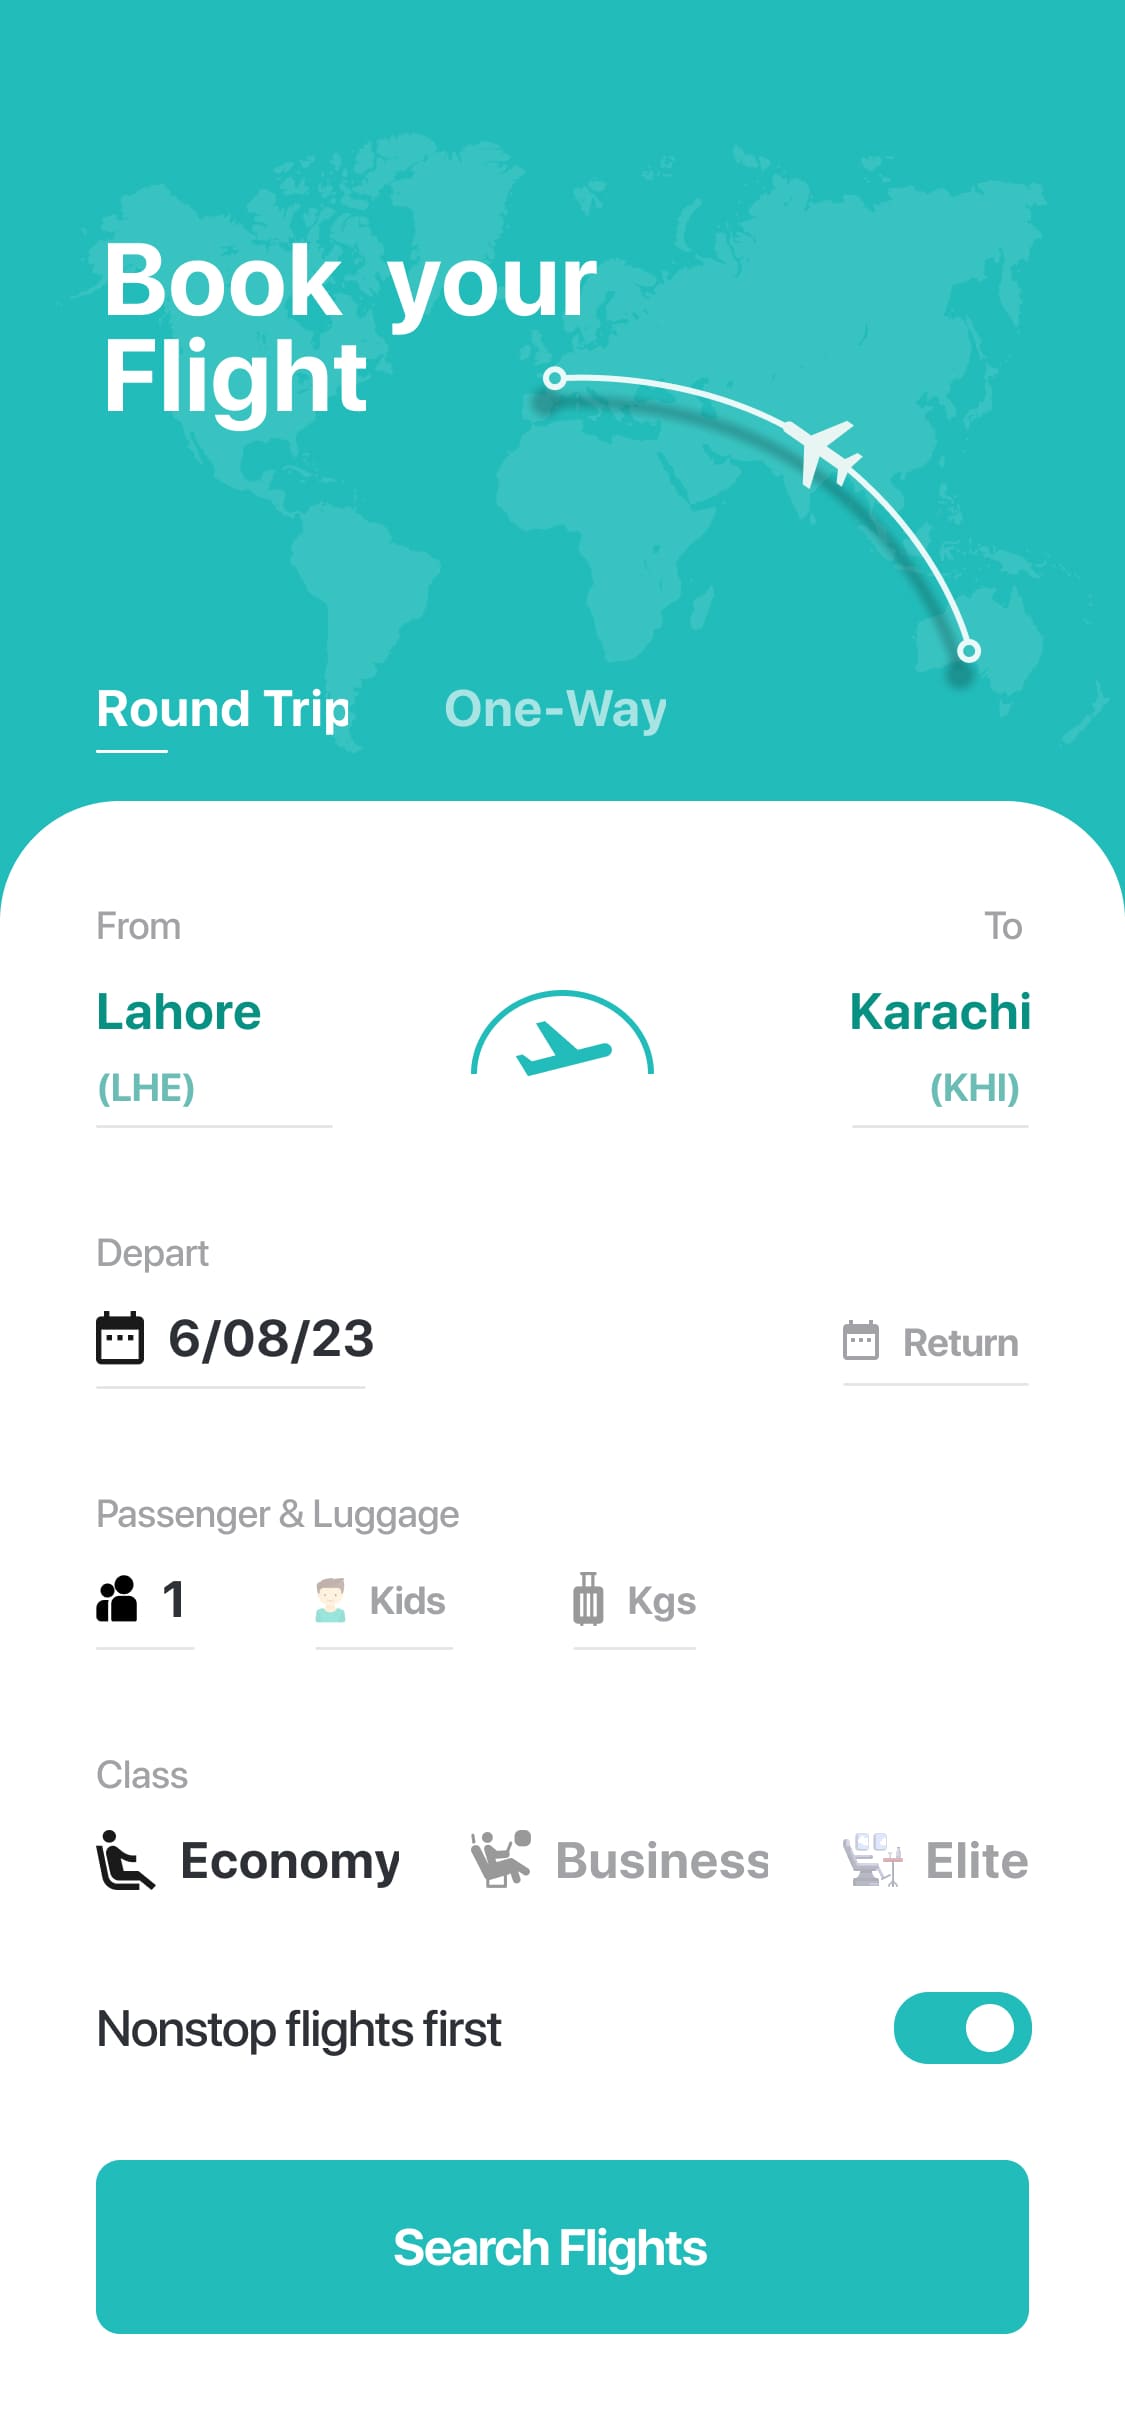 Book your
Flight
Round Trip
One-Way
From
To
Lahore
Karachi
(LHE)
(KHI)
Depart
6/08/23
Return
Passenger & Luggage
1
Kids
Kgs
Class
Economy
Business
Elite
Nonstop flights first
Search Flights